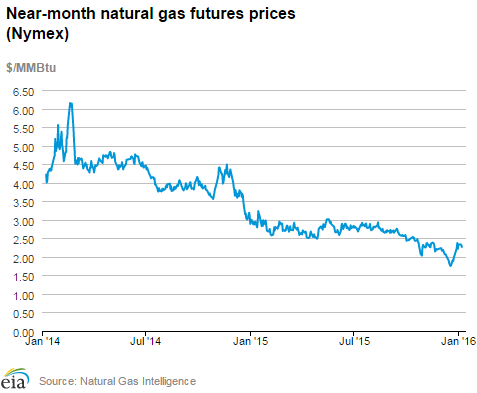 Near-month natural gas futures prices
(Nymex)
$/MMBtu
6.50
6.00
5.50
5.00
4.50
4.00
3.50
3.00
2.50
2.00
1.50
1.00
0.50
0.00
Jan '14 Jul '14 Jan '15 Jul '15 Jan '16
eia Source: Natural Gas Intelligence